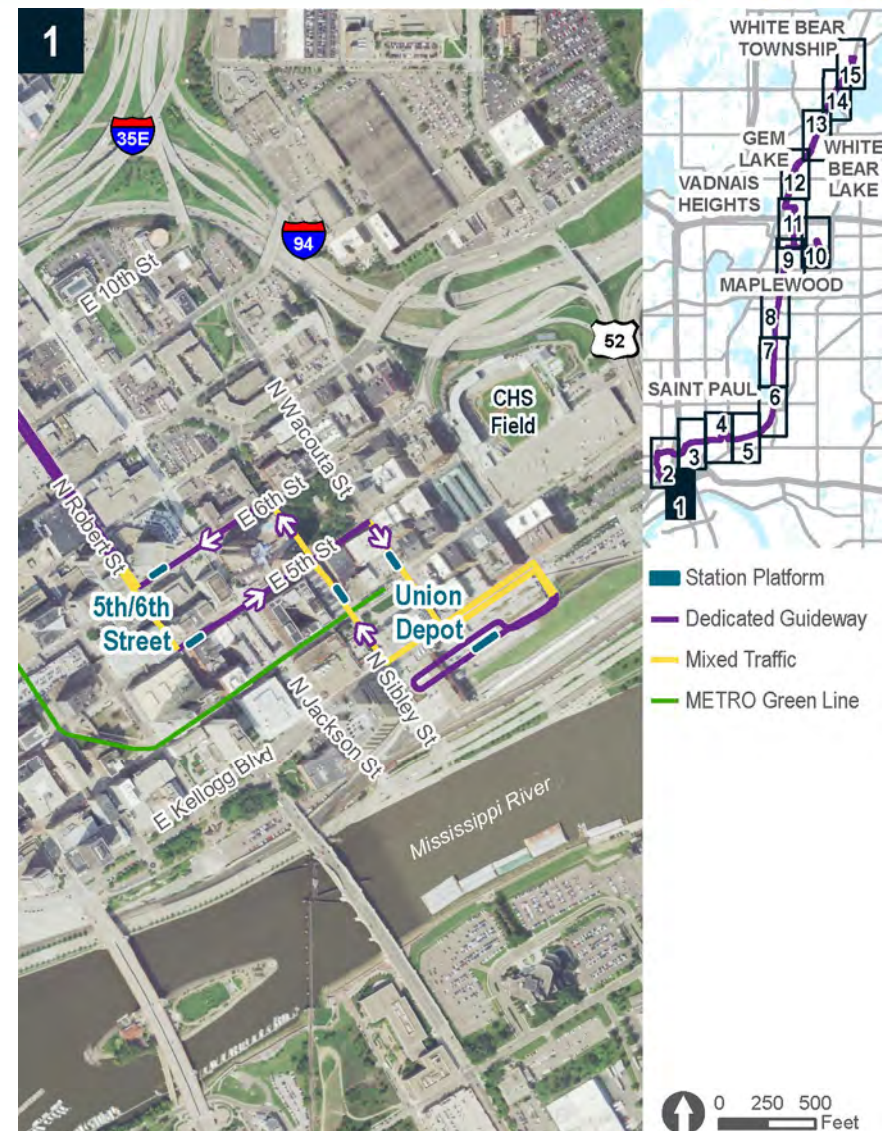 1
35E
94
52
E 10th St
N Wacouta St
CHS
Field
N Robert St
E 6th St
E 5th St
5th/6th
Street
Union
Depot
N Sibley St
N Jackson St
E Kellogg Blvd
Mississippi River
WHITE BEAR
TOWNSHIP
15
14
13
GEM
LAKE
WHITE
BEAR
LAKE
12
VADNAIS
HEIGHTS
11
9
10
MAPLEWOOD
8
7
SAINT PAUL
6
4
5
3
2
1
Station Platform
Dedicated Guideway
Mixed Traffic
METRO Green Line
0 250 500
Feet